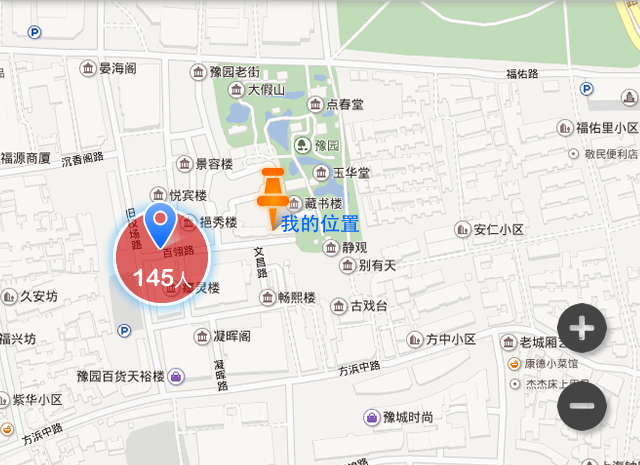 P
晏海阁
豫园老街
大假山
福佑路
P
点春堂
福佑里小区
豫园
敬民便利店
福源商厦
沉香阁路
景容楼
玉华堂
悦宾楼
藏书楼
旧校场路
挹秀楼
我的位置
安仁小区
百翎路
文昌路
静观
别有天
145人
灵楼
久安坊
畅熙楼
古戏台
P
福兴坊
凝晖阁
方中小区
老城厢
凝晖路
方浜中路
康德小菜馆
豫园百货天裕楼
杰杰床上用品
紫华小区
豫城时尚
方浜中路